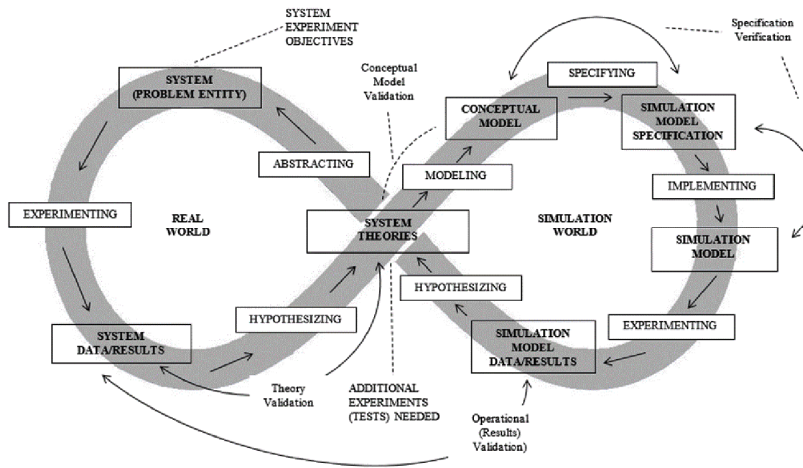 SYSTEM
EXPERIMENT
OBJECTIVES
Specification
Verification
Conceptual
Model
Validation
SPECIFYING
SYSTEM
(PROBLEM ENTITY)
CONCEPTUAL
MODEL
SIMULATION
MODEL
SPECIFICATION
ABSTRACTING
MODELING
IMPLEMENTING
EXPERIMENTING
REAL
WORLD
SYSTEM
THEORIES
SIMULATION
WORLD
SIMULATION
MODEL
HYPOTHESIZING
HYPOTHESIZING
EXPERIMENTING
SYSTEM
DATA/RESULTS
SIMULATION
MODEL
DATA/RESULTS
Theory
Validation
ADDITIONAL
EXPERIMENTS
(TESTS) NEEDED
Operational
(Results)
Validation)